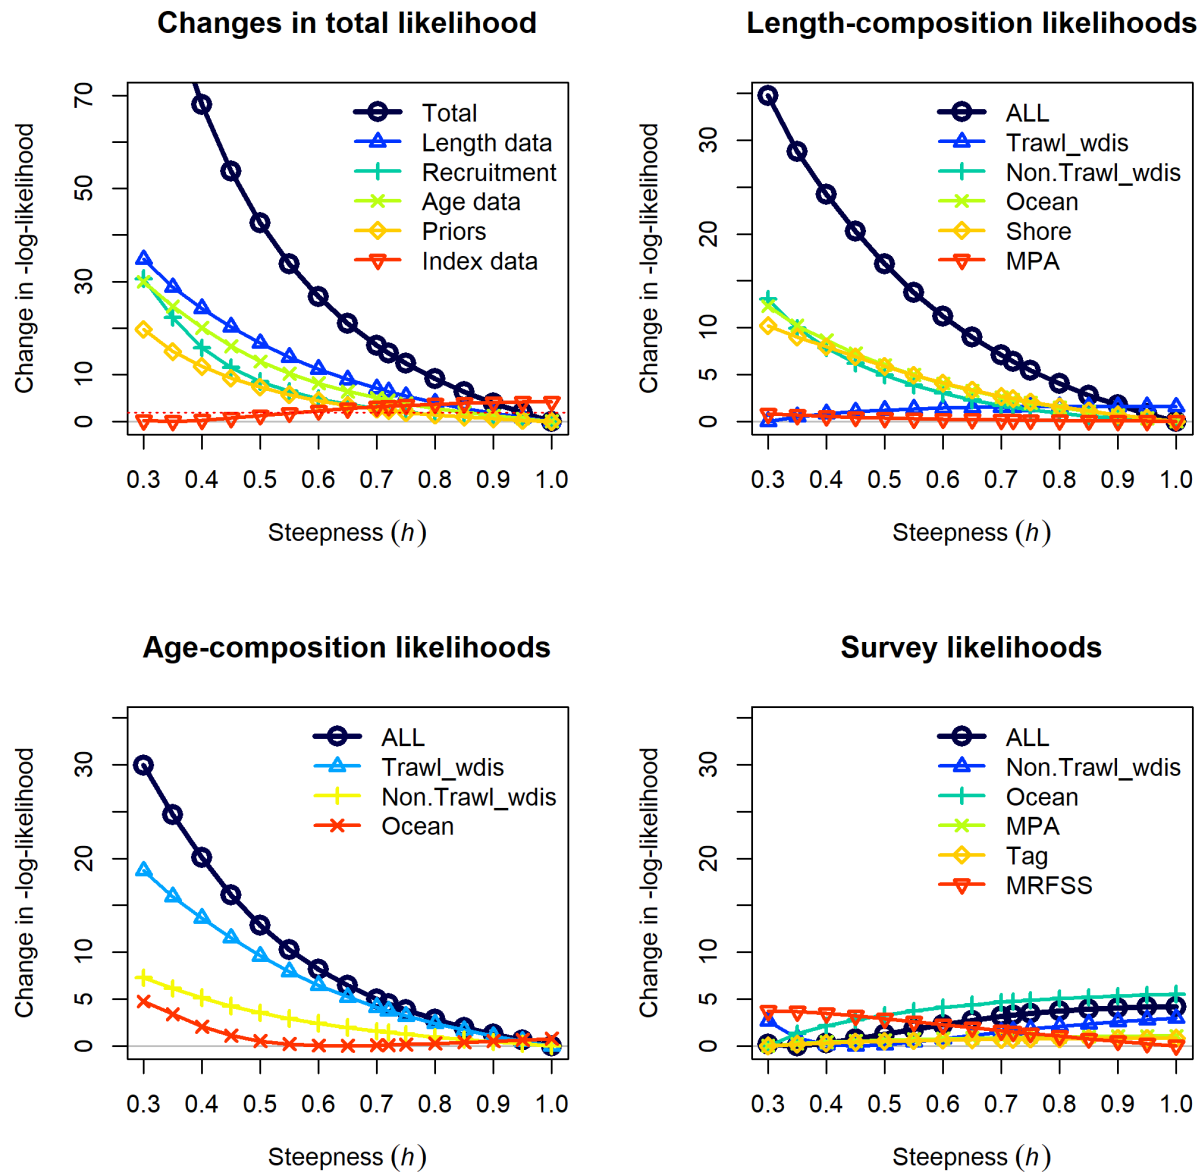 Changes in total likelihood
Change in -log-likelihood
70
50
30
10
0
Total
Length data
Recruitment
Age data
Priors
Index data
0.3 0.4 0.5 0.6 0.7 0.8 0.9 1.0
Steepness (h)
Length-composition likelihoods
Change in -log-likelihood
30
20
10
5
0
ALL
Trawl_wdis
Non.Trawl_wdis
Ocean
Shore
MPA
0.3 0.4 0.5 0.6 0.7 0.8 0.9 1.0
Steepness (h)
Age-composition likelihoods
Change in -log-likelihood
30
20
10
5
0
ALL
Trawl_wdis
Non.Trawl_wdis
Ocean
0.3 0.4 0.5 0.6 0.7 0.8 0.9 1.0
Steepness (h)
Survey likelihoods
Change in -log-likelihood
30
20
10
5
0
ALL
Non.Trawl_wdis
Ocean
MPA
Tag
MRFSS
0.3 0.4 0.5 0.6 0.7 0.8 0.9 1.0
Steepness (h)